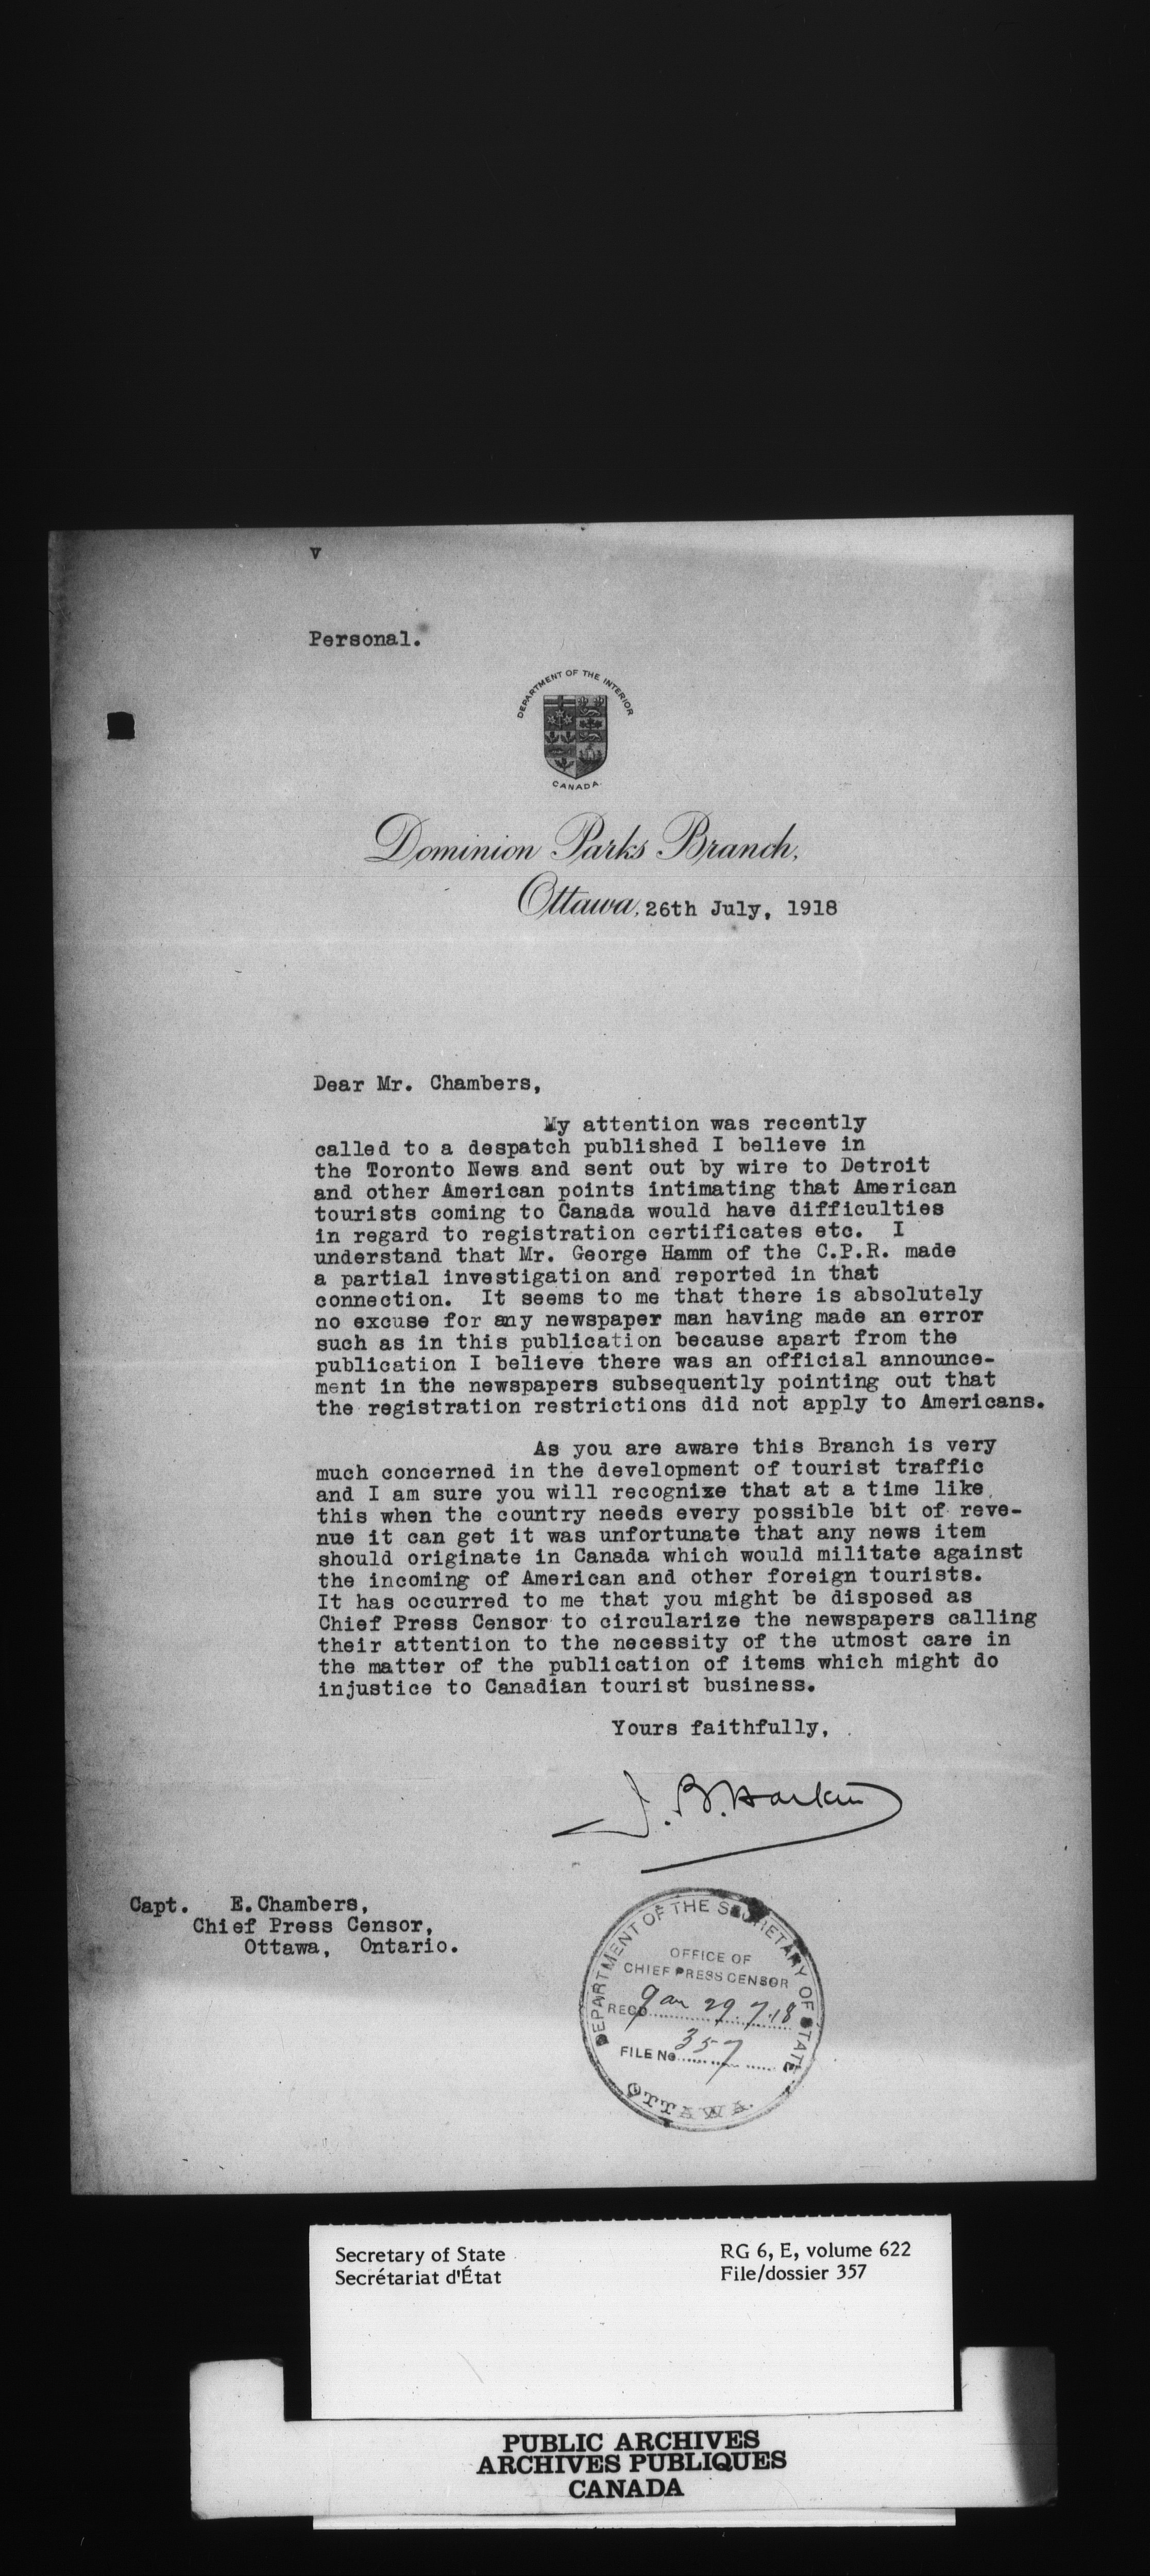 v
Personal.
DEPARTMENT OF THE INTERIOR
CANADA.
Dominion Parks Branch,
Ottawa, 26th July, 1918
Dear Mr. Chambers,
My attention was recently
called to a despatch published I believe in
the Toronto News and sent out by wire to Detroit
and other American points intimating that American
tourists coming to Canada would have difficulties
in regard to registration certificates etc. I
understand that Mr. George Hamm of the C.P.R. made
a partial investigation and reported in that
connection. It seems to me that there is absolutely
no excuse for any newspaper man having made an error
such as in this publication because apart from the
publication I believe there was an official announce-
ment in the newspapers subsequently pointing out that
the registration restrictions did not apply to Americans.
As you are aware this Branch is very
much concerned in the development of tourist traffic
and I am sure you will recognize that at a time like
this when the country needs every possible bit of reve-
nue it can get it was unfortunate that any news item
should originate in Canada which would militate against
the incoming of American and other foreign tourists.
It has occurred to me that you might be disposed as
Chief Press Censor to circularize the newspapers calling
their attention to the necessity of the utmost care in
the matter of the publication of items which might do
injustice to Canadian tourist business.
Yours faithfully,
J. B. Harkin
Capt. E. Chambers,
Chief Press Censor,
Ottawa, Ontario.
DEPARTMENT OF THE SECRETARY OF STATE
OFFICE OF
CHIEF PRESS CENSOR
RECD 9am 29.7.18
FILE No 357
OTTAWA.
Secretary of State
Secrétariat d'État
RG 6, E, volume 622
File/dossier 357
PUBLIC ARCHIVES
ARCHIVES PUBLIQUES
CANADA